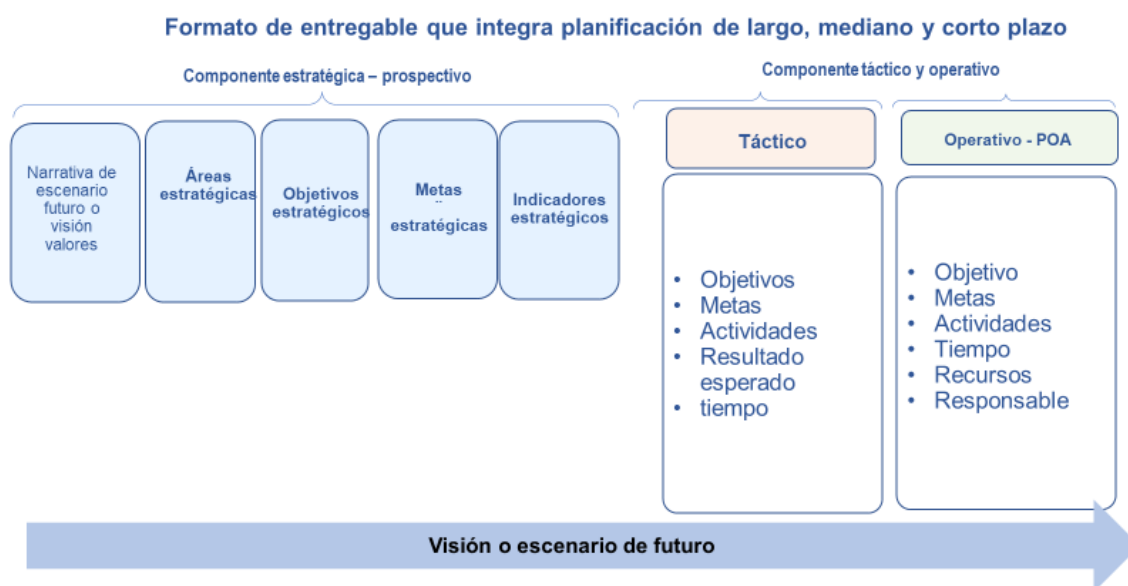 Formato de entregable que integra planificación de largo, mediano y corto plazo
Componente estratégica – prospectivo
Componente táctico y operativo
Narrativa de
escenario
futuro o
visión
valores
Áreas
estratégicas
Objetivos
estratégicos
Metas
estratégicas
Indicadores
estratégicos
Táctico
• Objetivos
• Metas
• Actividades
• Resultado
esperado
• tiempo
Operativo - POA
• Objetivo
• Metas
• Actividades
• Tiempo
• Recursos
• Responsable
Visión o escenario de futuro